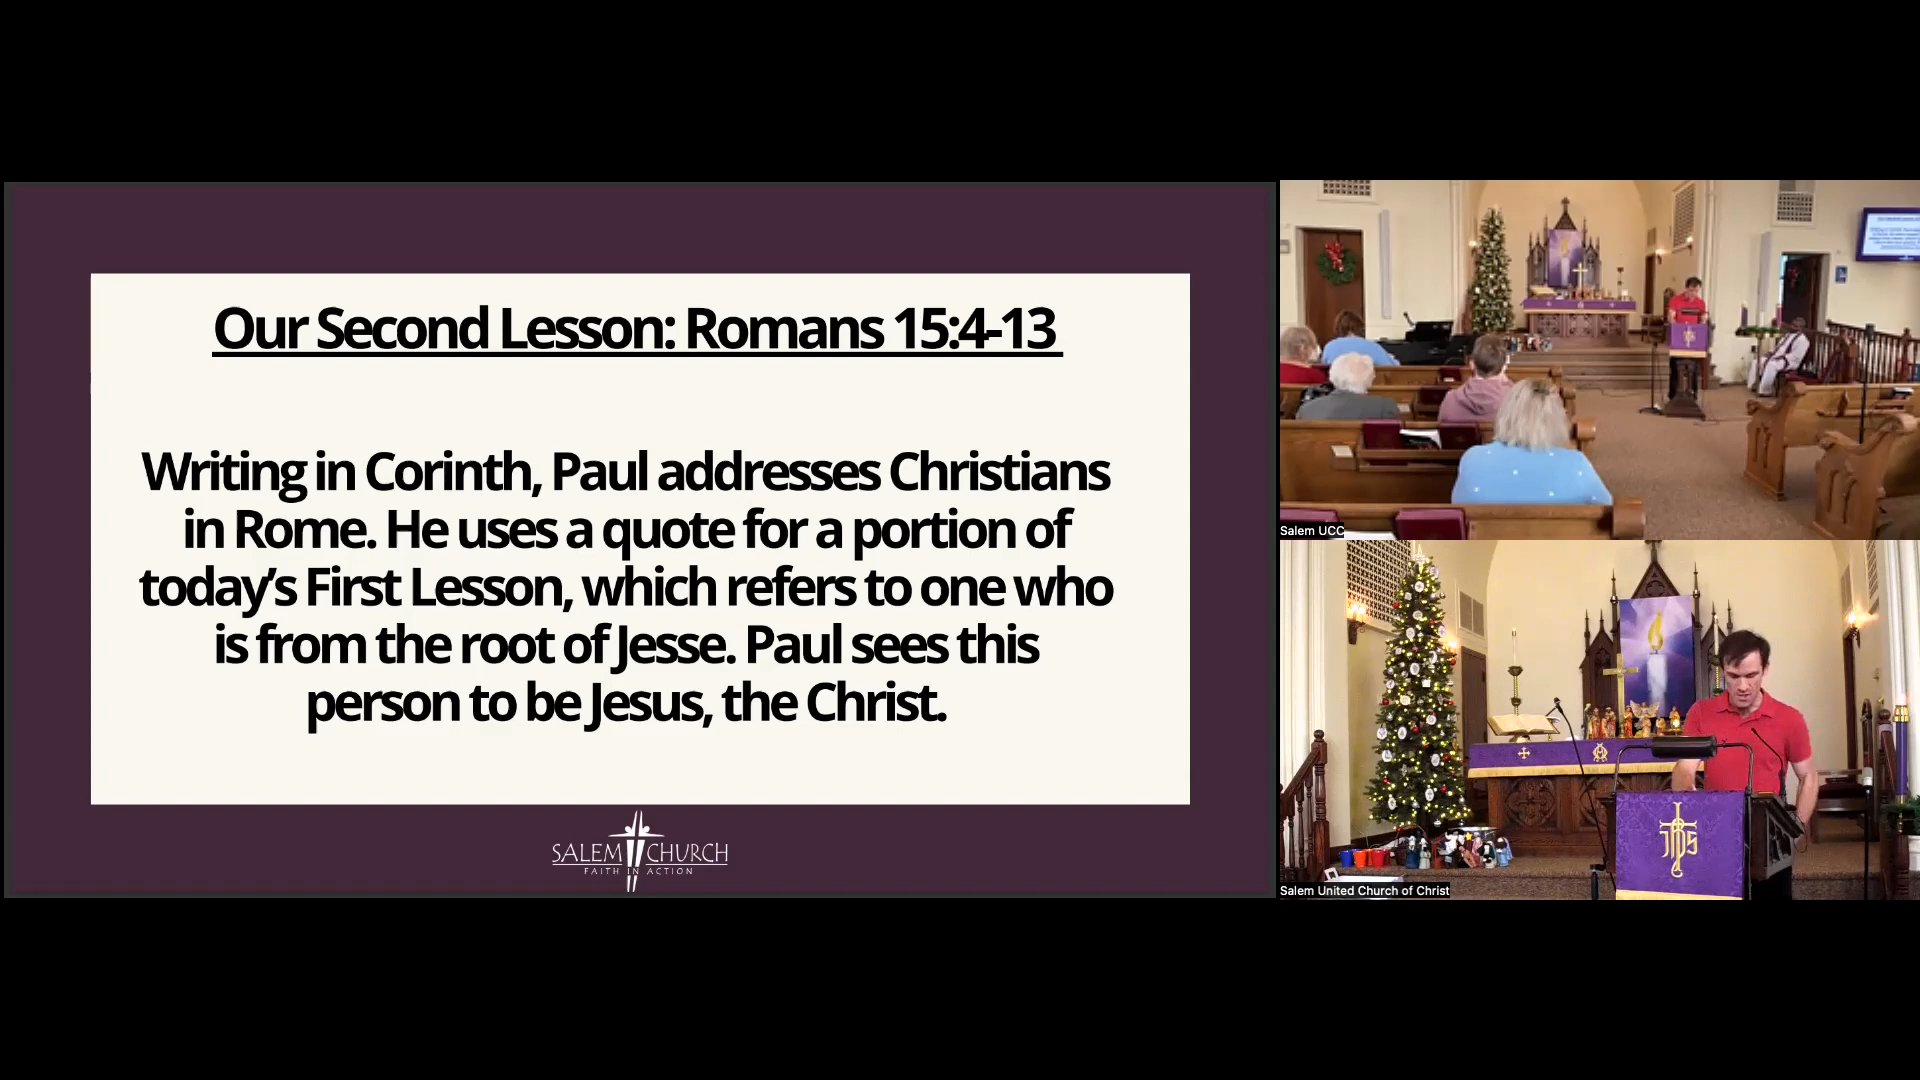 Our Second Lesson: Romans 15:4-13
Writing in Corinth, Paul addresses Christians
in Rome. He uses a quote for a portion of
today’s First Lesson, which refers to one who
is from the root of Jesse. Paul sees this
person to be Jesus, the Christ.
SALEM CHURCH
FAITH IN ACTION
Salem UCC
Salem United Church of Christ